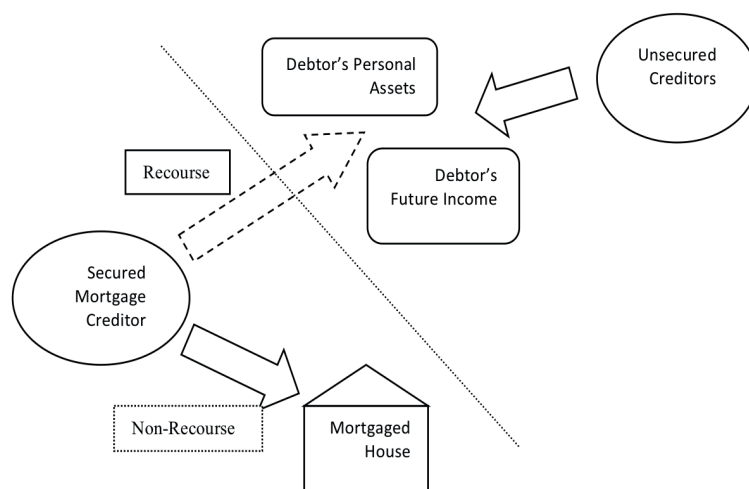 Debtor’s Personal
Assets
Unsecured
Creditors
Recourse
Debtor’s
Future Income
Secured
Mortgage
Creditor
Non-Recourse
Mortgaged
House